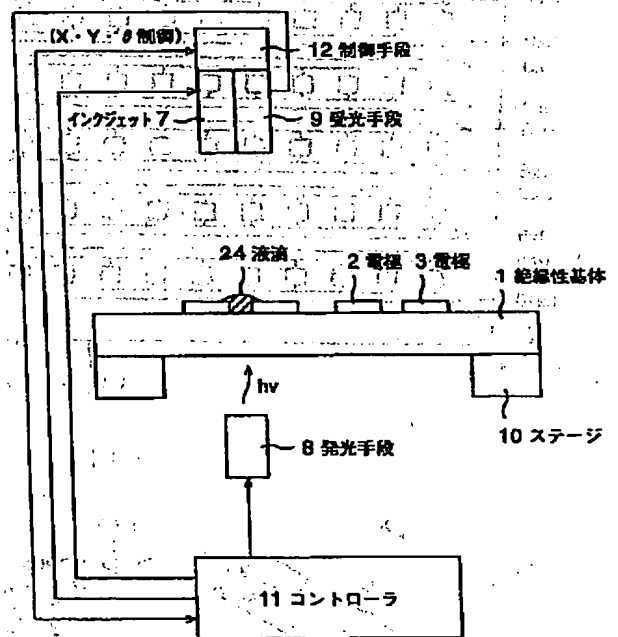 (X・Y・θ制御)
12 制御手段
インクジェット 7
9 受光手段
24 液滴
2 電極
3 電極
1 絶縁性基体
hν
10 ステージ
8 発光手段
11 コントローラ